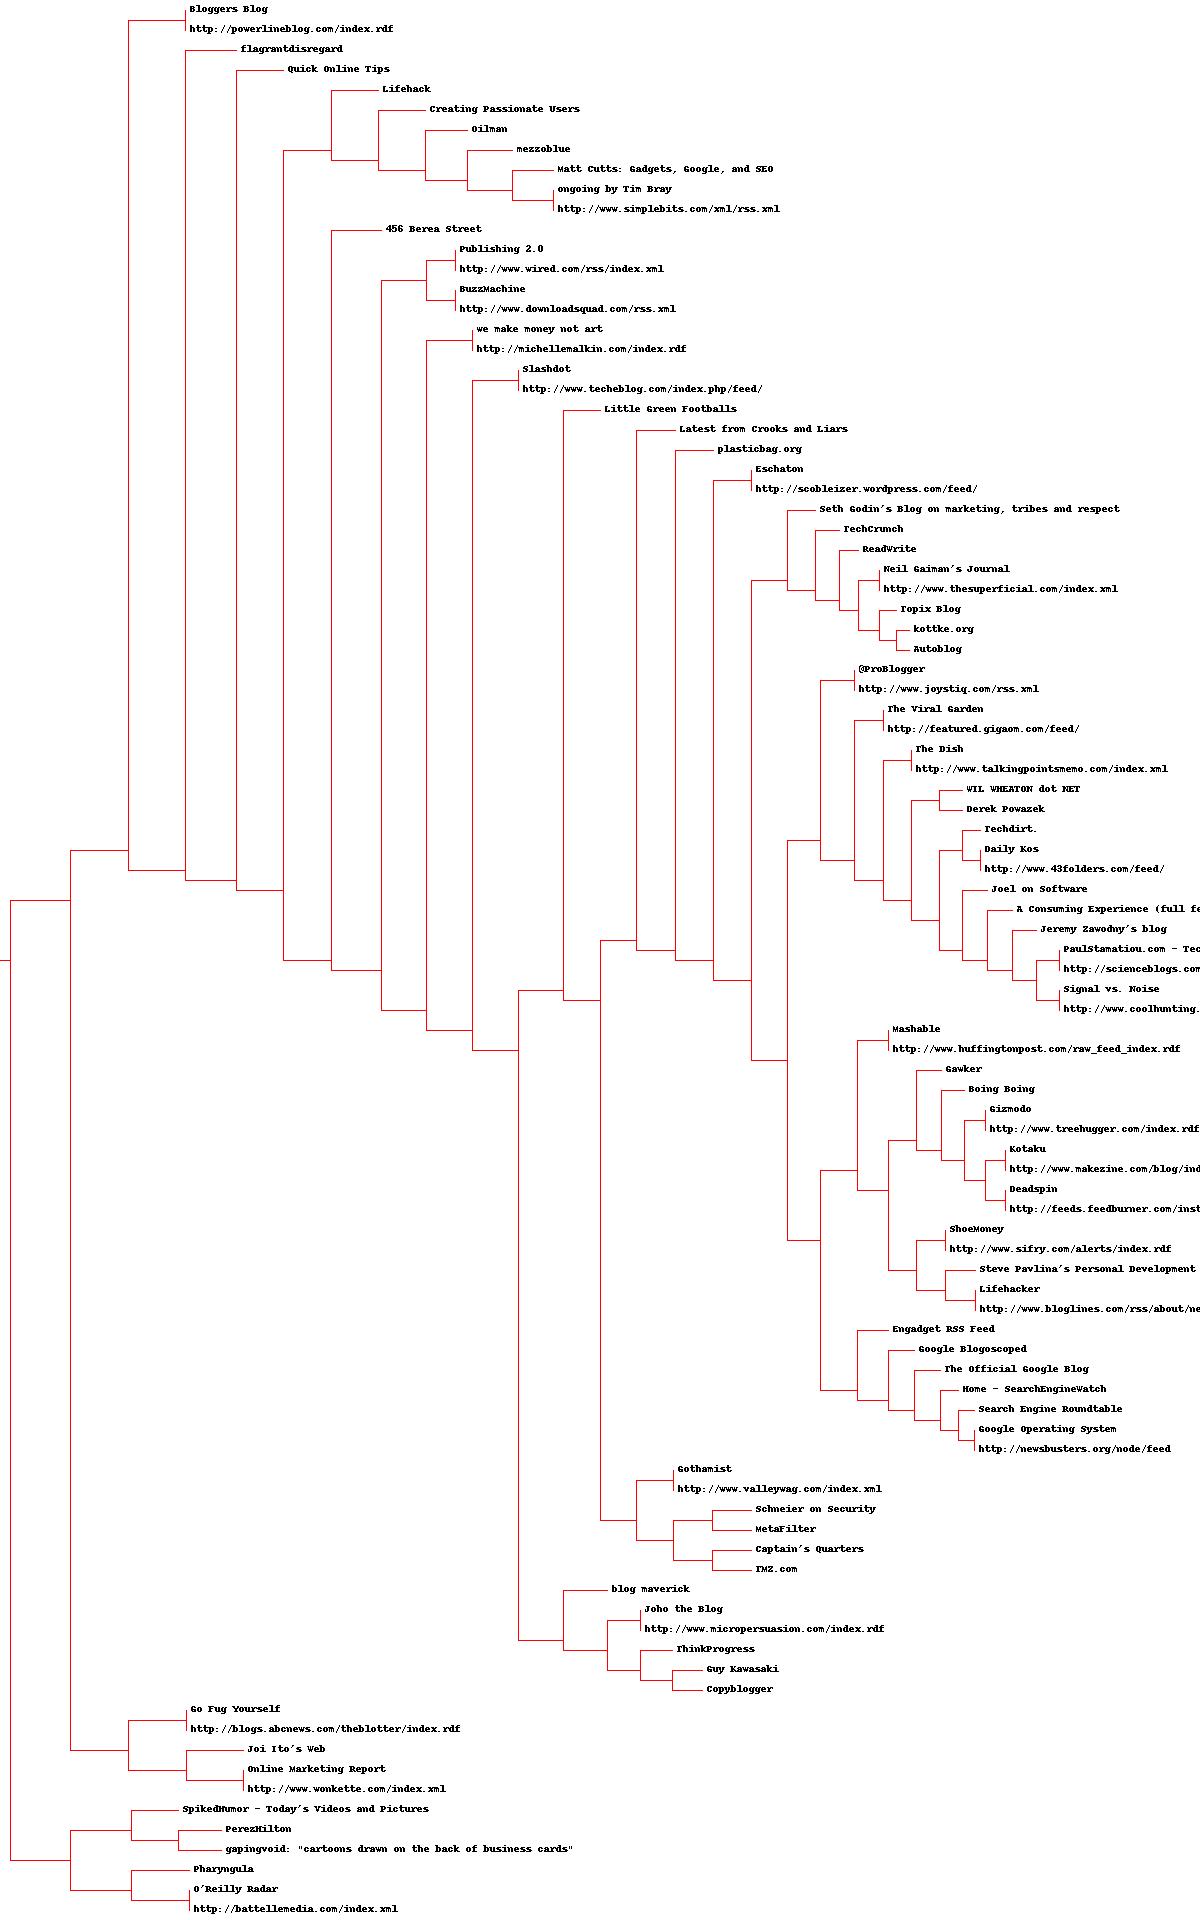 Bloggers Blog
http://powerlineblog.com/index.rdf
flagrantdisregard
Quick Online Tips
Lifehack
Creating Passionate Users
Oilman
mezzoblue
Matt Cutts: Gadgets, Google, and SEO
ongoing by Tim Bray
http://www.simplebits.com/xml/rss.xml
456 Berea Street
Publishing 2.0
http://www.wired.com/rss/index.xml
BuzzMachine
http://www.downloadsquad.com/rss.xml
we make money not art
http://michellemalkin.com/index.rdf
Slashdot
http://www.techeblog.com/index.php/feed/
Little Green Footballs
Latest from Crooks and Liars
plasticbag.org
Eschaton
http://scobleizer.wordpress.com/feed/
Seth Godin's Blog on marketing, tribes and respect
TechCrunch
ReadWrite
Neil Gaiman's Journal
http://www.thesuperficial.com/index.xml
Topix Blog
kottke.org
Autoblog
@ProBlogger
http://www.joystiq.com/rss.xml
The Viral Garden
http://featured.gigaom.com/feed/
The Dish
http://www.talkingpointsmemo.com/index.xml
WIL WHEATON dot NET
Derek Powazek
Techdirt.
Daily Kos
http://www.43folders.com/feed/
Joel on Software
A Consuming Experience (full fe
Jeremy Zawodny's blog
PaulStamatiou.com - Tec
http://scienceblogs.com
Signal vs. Noise
http://www.coolhunting.
Mashable
http://www.huffingtonpost.com/raw_feed_index.rdf
Gawker
Boing Boing
Gizmodo
http://www.treehugger.com/index.rdf
Kotaku
http://www.makezine.com/blog/ind
Deadspin
http://feeds.feedburner.com/inst
ShoeMoney
http://www.sifry.com/alerts/index.rdf
Steve Pavlina's Personal Development
Lifehacker
http://www.bloglines.com/rss/about/ne
Engadget RSS Feed
Google Blogoscoped
The Official Google Blog
Home - SearchEngineWatch
Search Engine Roundtable
Google Operating System
http://newsbusters.org/node/feed
Gothamist
http://www.valleywag.com/index.xml
Schneier on Security
MetaFilter
Captain's Quarters
TMZ.com
blog maverick
Joho the Blog
http://www.micropersuasion.com/index.rdf
ThinkProgress
Guy Kawasaki
Copyblogger
Go Fug Yourself
http://blogs.abcnews.com/theblotter/index.rdf
Joi Ito's Web
Online Marketing Report
http://www.wonkette.com/index.xml
SpikedHumor - Today's Videos and Pictures
PerezHilton
gapingvoid: "cartoons drawn on the back of business cards"
Pharyngula
O'Reilly Radar
http://battellemedia.com/index.xml